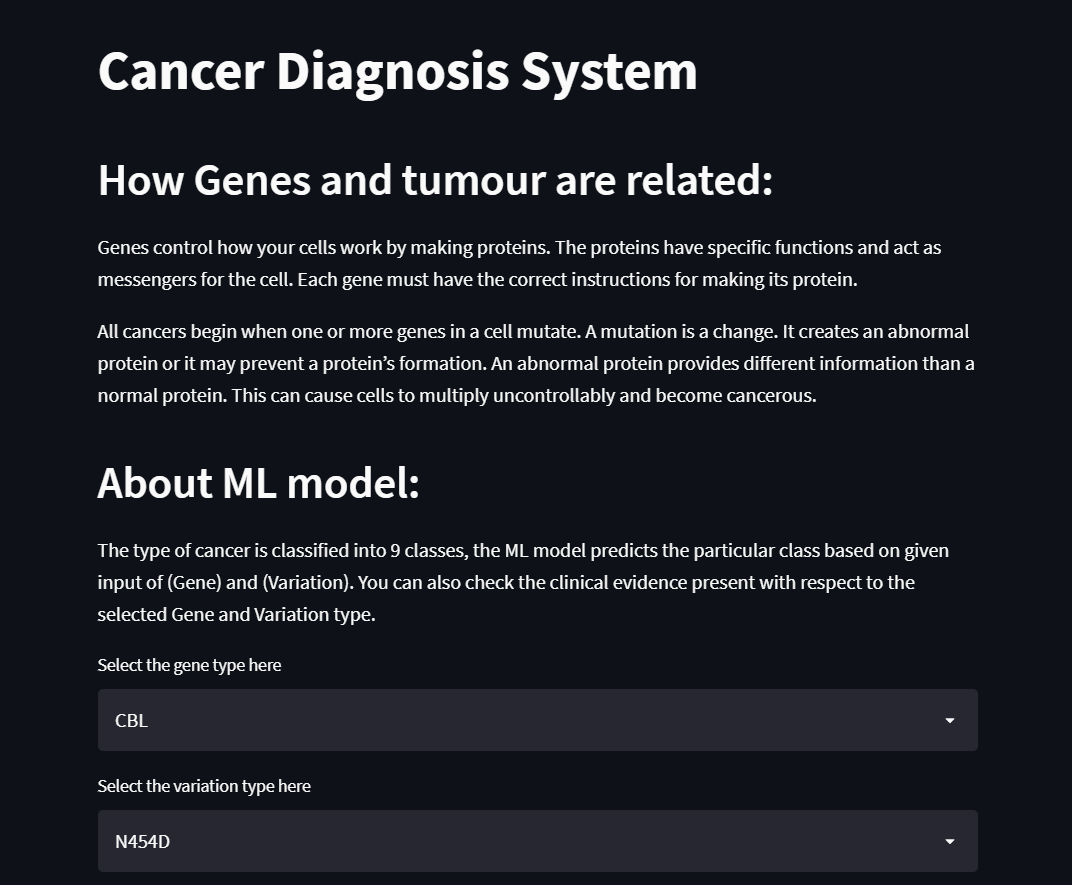 Cancer Diagnosis System
How Genes and tumour are related:
Genes control how your cells work by making proteins. The proteins have specific functions and act as
messengers for the cell. Each gene must have the correct instructions for making its protein.
All cancers begin when one or more genes in a cell mutate. A mutation is a change. It creates an abnormal
protein or it may prevent a protein’s formation. An abnormal protein provides different information than a
normal protein. This can cause cells to multiply uncontrollably and become cancerous.
About ML model:
The type of cancer is classified into 9 classes, the ML model predicts the particular class based on given
input of (Gene) and (Variation). You can also check the clinical evidence present with respect to the
selected Gene and Variation type.
Select the gene type here
CBL
Select the variation type here
N454D